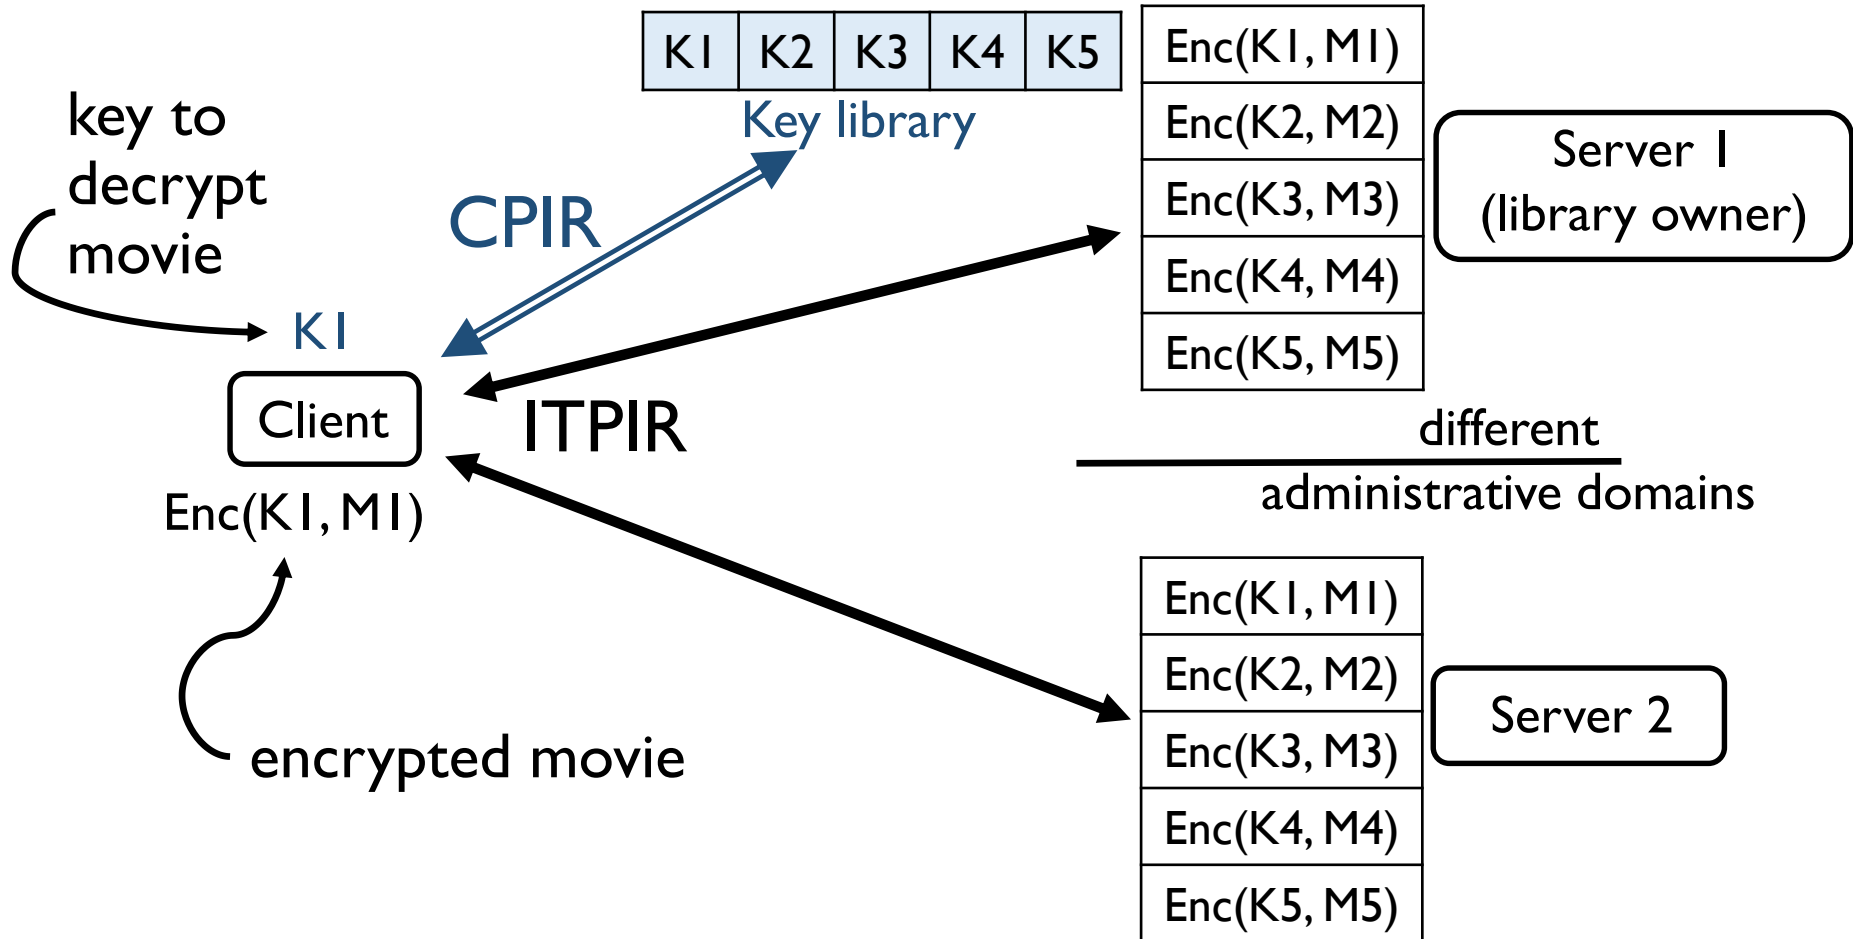 K1 K2 K3 K4 K5
Key library
key to
decrypt
movie
CPIR
K1
Client
ITPIR
Enc(K1, M1)
encrypted movie
Enc(K1, M1)
Enc(K2, M2)
Enc(K3, M3)
Enc(K4, M4)
Enc(K5, M5)
Server 1
(library owner)
different
administrative domains
Enc(K1, M1)
Enc(K2, M2)
Enc(K3, M3)
Enc(K4, M4)
Enc(K5, M5)
Server 2